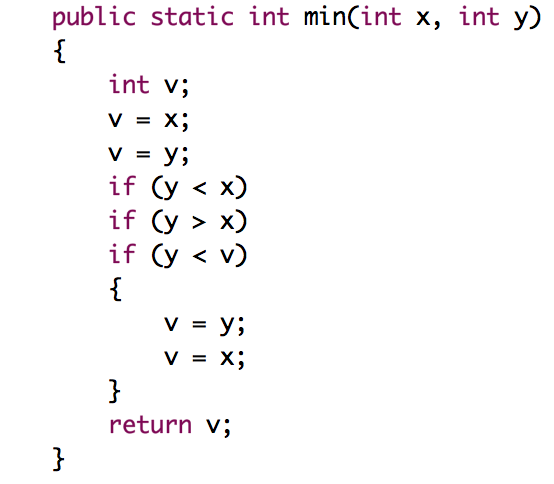 public static int min(int x, int y)
{
    int v;
    v = x;
    v = y;
    if (y < x)
    if (y > x)
    if (y < v)
    {
        v = y;
        v = x;
    }
    return v;
}